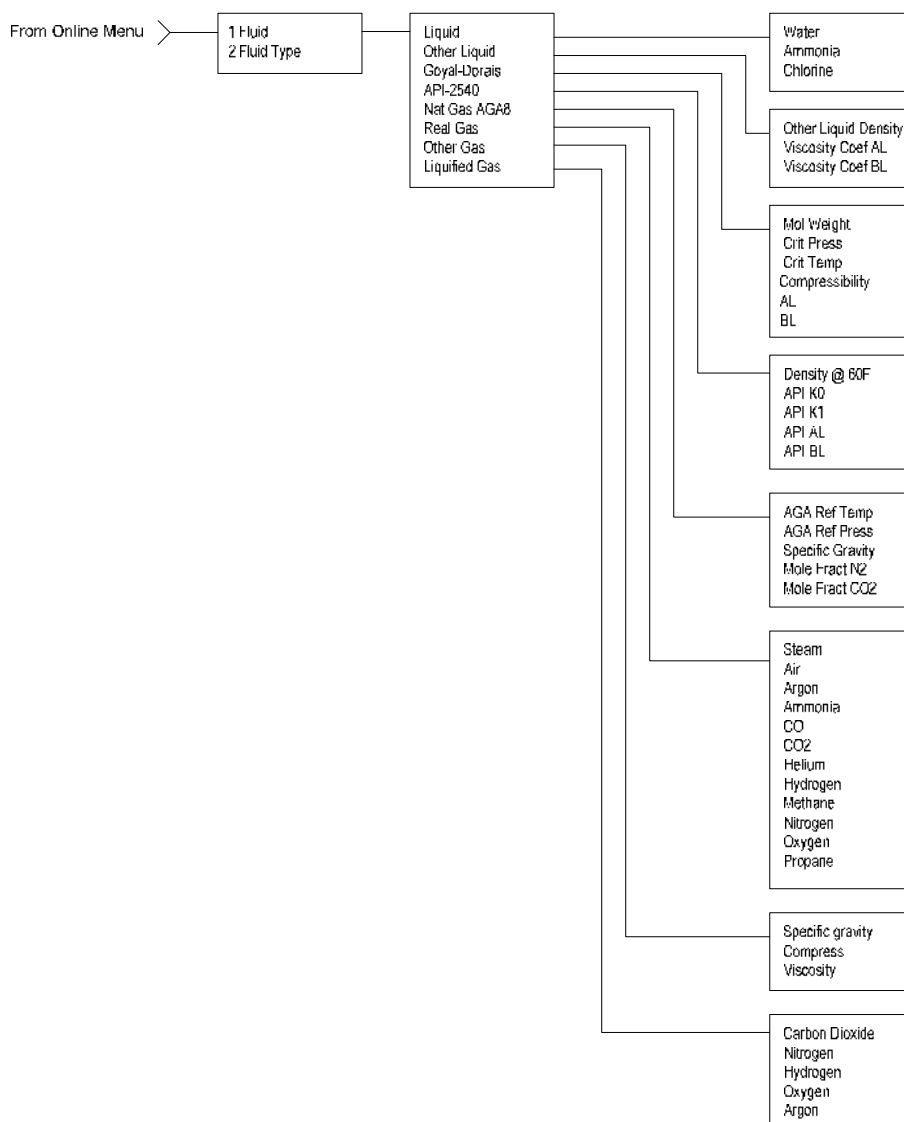 From Online Menu
1 Fluid
2 Fluid Type
Liquid
Other Liquid
Goyal-Dorais
API-2540
Nat Gas AGA8
Real Gas
Other Gas
Liquified Gas
Water
Ammonia
Chlorine
Other Liquid Density
Viscosity Coef AL
Viscosity Coef BL
Mol Weight
Crit Press
Crit Temp
Compressibility
AL
BL
Density @ 60F
API K0
API K1
API AL
API BL
AGA Ref Temp
AGA Ref Press
Specific Gravity
Mole Fract N2
Mole Fract CO2
Steam
Air
Argon
Ammonia
CO
CO2
Helium
Hydrogen
Methane
Nitrogen
Oxygen
Propane
Specific gravity
Compress
Viscosity
Carbon Dioxide
Nitrogen
Hydrogen
Oxygen
Argon